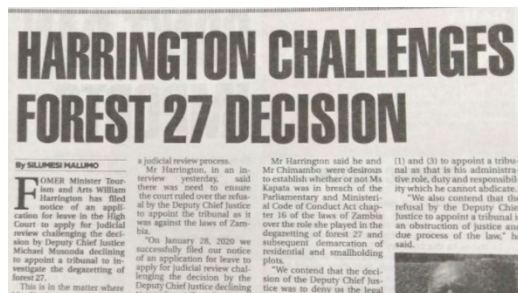 HARRINGTON CHALLENGES
FOREST 27 DECISION
By SILUMESI MALUMO
FOMER Minister Tour-
ism and Arts William
Harrington has filed
notice of an appli-
cation for leave in the High
Court to apply for judicial
review challenging the deci-
sion by Deputy Chief Justice
Michael Musonda declining
to appoint a tribunal to in-
vestigate the degazetting of
forest 27.
This is in the matter where
a judicial review process.
Mr Harrington, in an in-
terview yesterday, said
there was need to ensure
the court ruled over the refus-
al by the Deputy Chief Justice
to appoint the tribunal as it
was against the laws of Zam-
bia.
"On January 28, 2020 we
successfully filed our notice
of an application for leave to
apply for judicial review chal-
lenging the decision by the
Deputy Chief Justice declining
Mr Harrington said he and
Mr Chimambo were desirous
to establish whether or not Ms
Kapata was in breach of the
Parliamentary and Ministeri-
al Code of Conduct Act chap-
ter 16 of the laws of Zambia
over the role she played in the
degazetting of forest 27 and
subsequent demarcation of
residential and smallholding
plots.
"We contend that the deci-
sion of the Deputy Chief Jus-
tice was to deny us the legal
(1) and (3) to appoint a tribu-
nal as that is his administra-
tive role, duty and responsibil-
ity which he cannot abdicate.
"We also contend that the
refusal by the Deputy Chief
Justice to appoint a tribunal is
an obstruction of justice and
due process of the law," he
said.